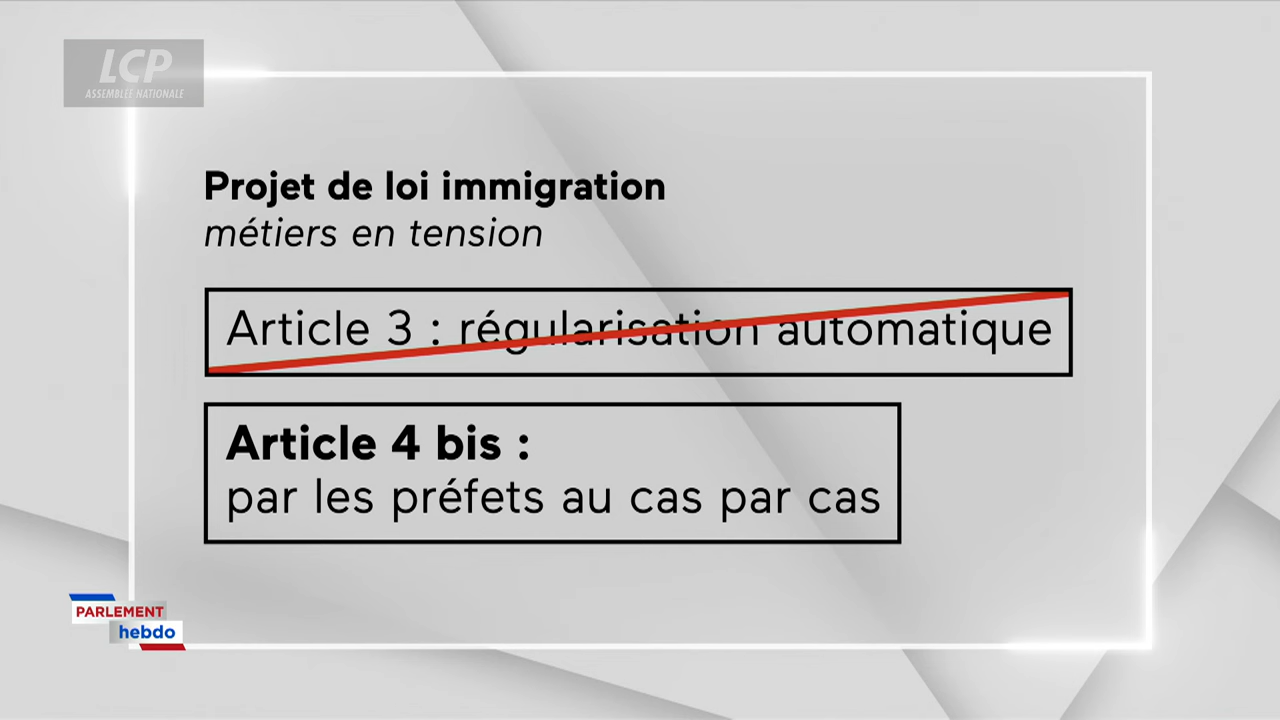 LCP
ASSEMBLÉE NATIONALE
Projet de loi immigration
métiers en tension
Article 3 : régularisation automatique
Article 4 bis :
par les préfets au cas par cas
PARLEMENT
hebdo